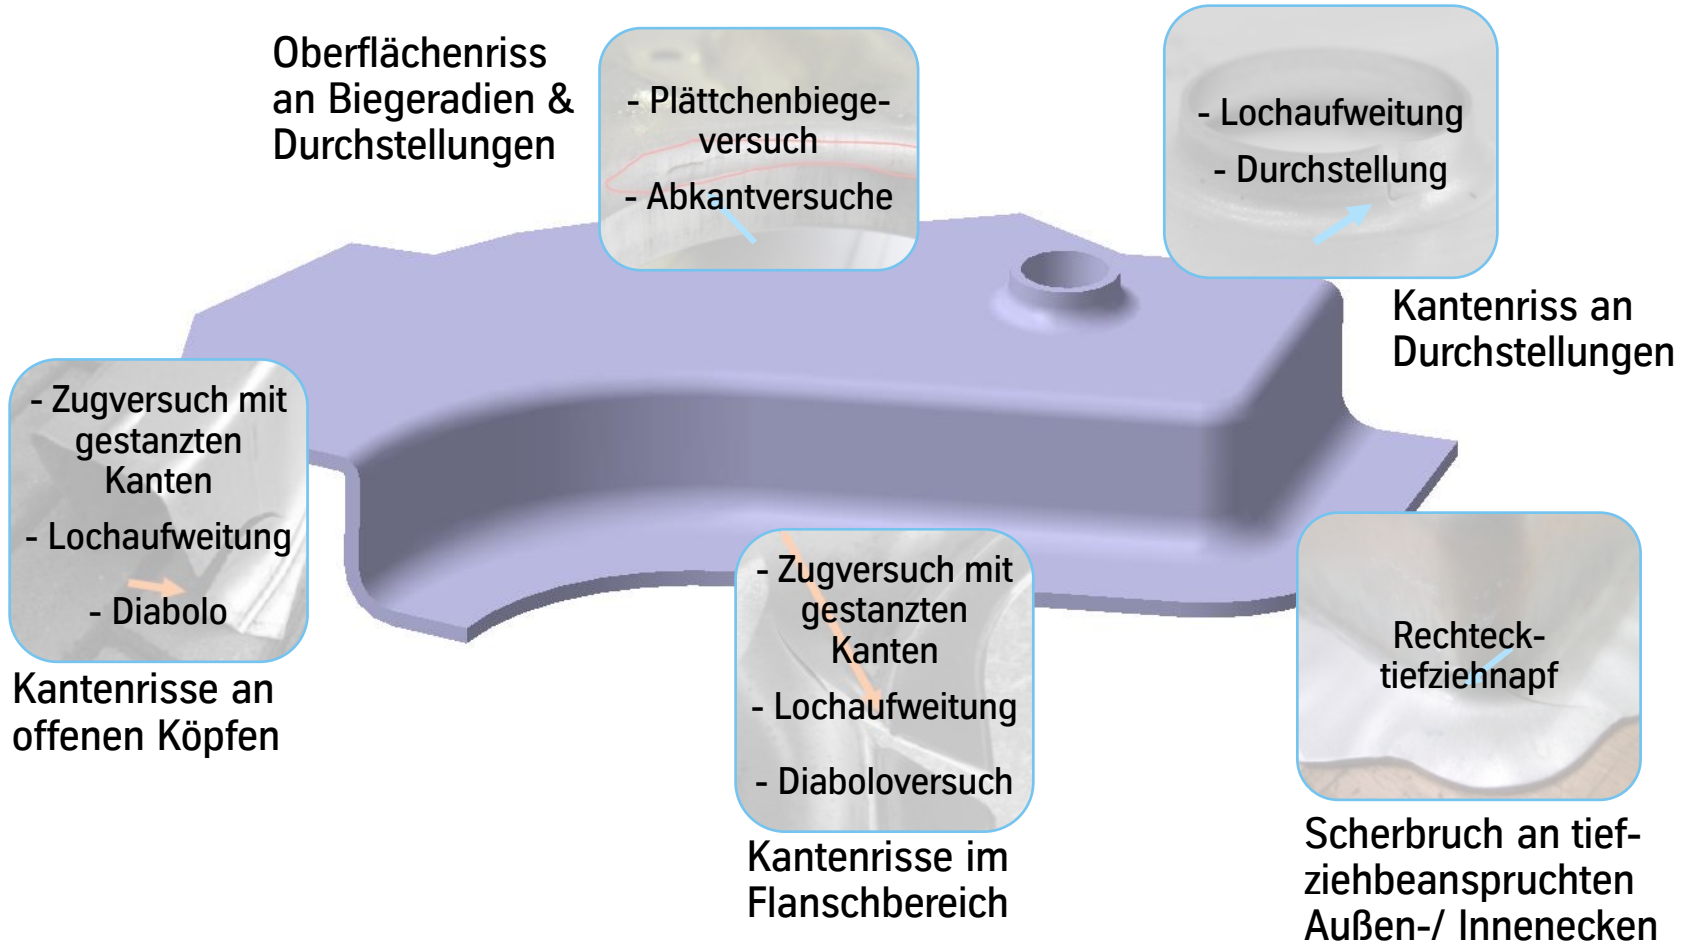 Oberflächenriss
an Biegeradien &
Durchstellungen
- Plättchenbiege-
versuch
- Abkantversuche
- Lochaufweitung
- Durchstellung
Kantenriss an
Durchstellungen
- Zugversuch mit
gestanzten
Kanten
- Lochaufweitung
- Diabolo
Kantenrisse an
offenen Köpfen
- Zugversuch mit
gestanzten
Kanten
- Lochaufweitung
- Diaboloversuch
Kantenrisse im
Flanschbereich
Rechteck-
tiefziehnapf
Scherbruch an tief-
ziehbeanspruchten
Außen-/ Innenecken